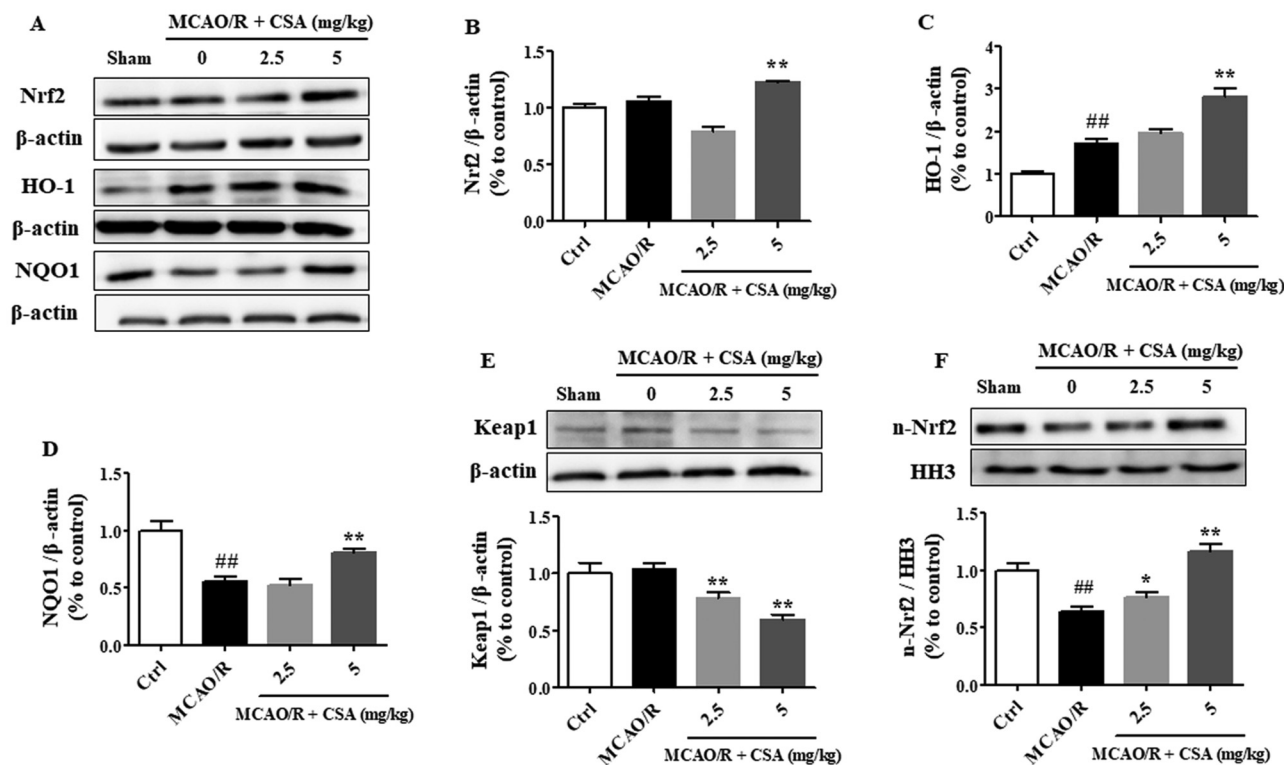 A
MCAO/R + CSA (mg/kg)
Sham 0 2.5 5
Nrf2
β-actin
HO-1
β-actin
NQO1
β-actin
B
Nrf2 /β-actin
(% to control)
1.5
1.0
0.5
0.0
**
Ctrl
MCAO/R
2.5
5
MCAO/R + CSA (mg/kg)
C
HO-1 /β-actin
(% to control)
4
3
2
1
0
##
**
Ctrl
MCAO/R
2.5
5
MCAO/R + CSA (mg/kg)
D
NQO1 /β-actin
(% to control)
1.5
1.0
0.5
0.0
##
**
Ctrl
MCAO/R
2.5
5
MCAO/R + CSA (mg/kg)
E
MCAO/R + CSA (mg/kg)
Sham 0 2.5 5
Keap1
β-actin
Keap1 /β-actin
(% to control)
1.5
1.0
0.5
0.0
**
**
Ctrl
MCAO/R
2.5
5
MCAO/R + CSA (mg/kg)
F
MCAO/R + CSA (mg/kg)
Sham 0 2.5 5
n-Nrf2
HH3
n-Nrf2 / HH3
(% to control)
1.5
1.0
0.5
0.0
##
*
**
Ctrl
MCAO/R
2.5
5
MCAO/R + CSA (mg/kg)